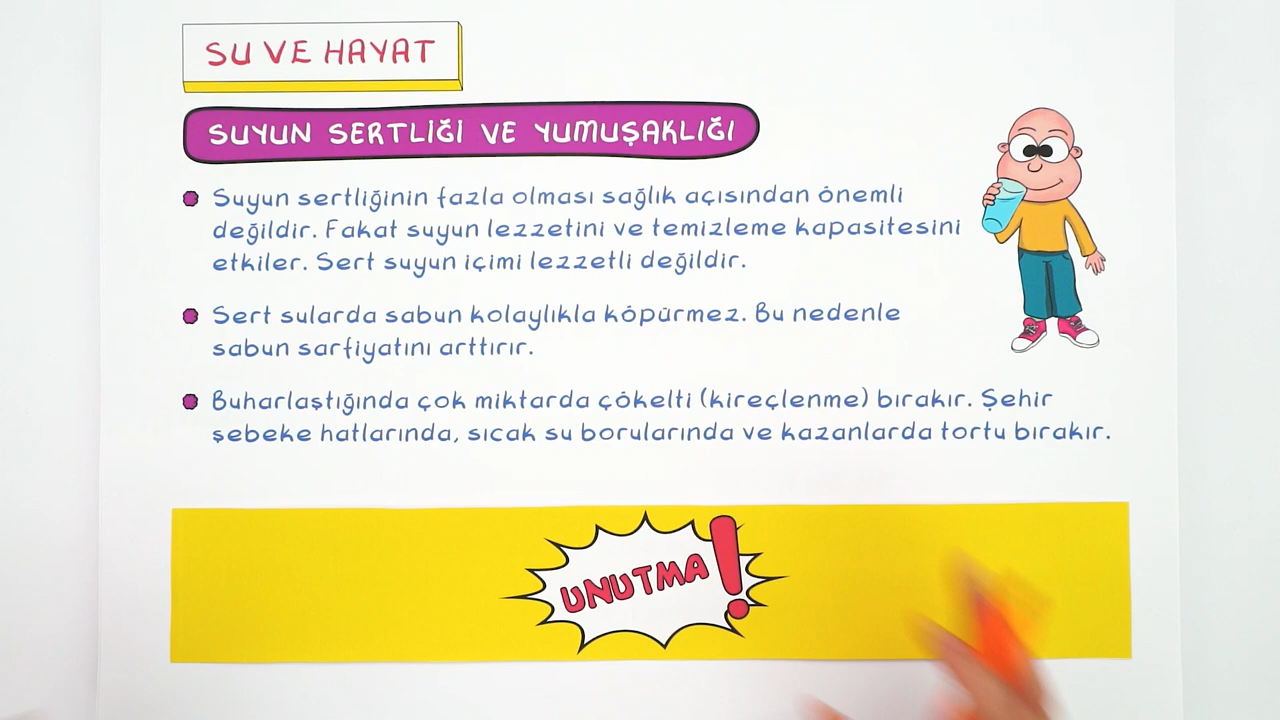 SU VE HAYAT
SUYUN SERTLİĞİ VE YUMUŞAKLIĞI
Suyun sertliğinin fazla olması sağlık açısından önemli
değildir. Fakat suyun lezzetini ve temizleme kapasitesini
etkiler. Sert suyun içimi lezzetli değildir.
Sert sularda sabun kolaylıkla köpürmez. Bu nedenle
sabun sarfiyatını arttırır.
Buharlaştığında çok miktarda çökelti (kireçlenme) bırakır. Şehir
şebeke hatlarında, sıcak su borularında ve kazanlarda tortu bırakır.
UNUTMA!